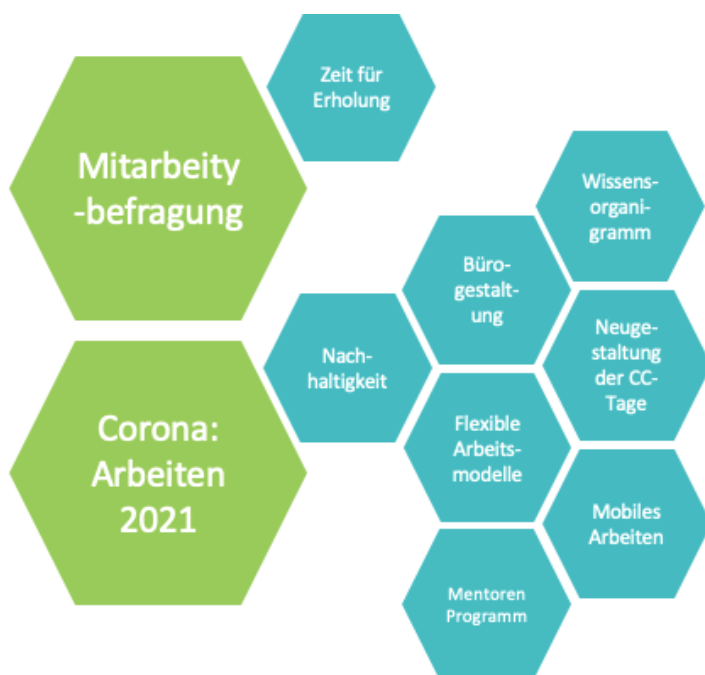 Zeit für
Erholung
Mitarbeity
-befragung
Wissens-
organi-
gramm
Büro-
gestalt-
ung
Neuge-
staltung
der CC-
Tage
Nach-
haltigkeit
Corona:
Arbeiten
2021
Flexible
Arbeits-
modelle
Mobiles
Arbeiten
Mentoren
Programm